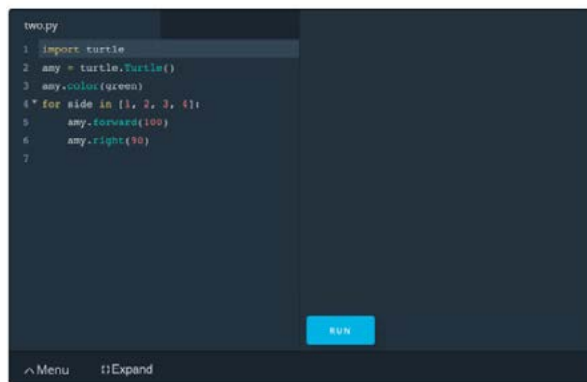 two.py
1 import turtle
2 amy = turtle.Turtle()
3 amy.color(green)
4 for side in [1, 2, 3, 4]:
5 amy.forward(100)
6 amy.right(90)
7
RUN
Menu Expand